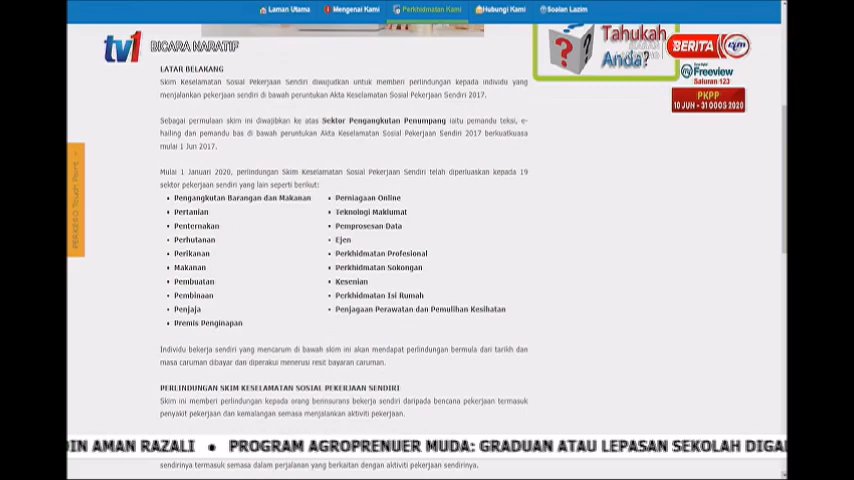 Laman Utama
Mengenai Kami
Perkhidmatan Kami
Hubungi Kami
Soalan Lazim
tv1
BICARA NARATIF
Tahukah
Anda?
BERITA rtm
Freeview
Saluran 123
PKPP
10 JUN - 31 OGOS 2020
PERKESO Touch Point
LATAR BELAKANG
Skim Keselamatan Sosial Pekerjaan Sendiri diwujudkan untuk memberi perlindungan kepada individu yang
menjalankan pekerjaan sendiri di bawah peruntukan Akta Keselamatan Sosial Pekerjaan Sendiri 2017.
Sebagai permulaan skim ini diwajibkan ke atas Sektor Pengangkutan Penumpang iaitu pemandu teksi, e-
hailing dan pemandu bas di bawah peruntukan Akta Keselamatan Sosial Pekerjaan Sendiri 2017 berkuatkuasa
mulai 1 Jun 2017.
Mulai 1 Januari 2020, perlindungan Skim Keselamatan Sosial Pekerjaan Sendiri telah diperluaskan kepada 19
sektor pekerjaan sendiri yang lain seperti berikut:
• Pengangkutan Barangan dan Makanan
• Pertanian
• Penternakan
• Perhutanan
• Perikanan
• Makanan
• Pembuatan
• Pembinaan
• Penjaja
• Premis Penginapan
• Perniagaan Online
• Teknologi Maklumat
• Pemprosesan Data
• Ejen
• Perkhidmatan Profesional
• Perkhidmatan Sokongan
• Kesenian
• Perkhidmatan Isi Rumah
• Penjagaan Perawatan dan Pemulihan Kesihatan
Individu bekerja sendiri yang mencarum di bawah skim ini akan mendapat perlindungan bermula dari tarikh dan
masa caruman dibayar dan diperakui menerusi resit bayaran caruman.
PERLINDUNGAN SKIM KESELAMATAN SOSIAL PEKERJAAN SENDIRI
Skim ini memberi perlindungan kepada orang berinsurans bekerja sendiri daripada bencana pekerjaan termasuk
penyakit pekerjaan dan kemalangan semasa menjalankan aktiviti pekerjaan.
DIN AMAN RAZALI ● PROGRAM AGROPRENUER MUDA: GRADUAN ATAU LEPASAN SEKOLAH DIGAL
sendirinya termasuk semasa dalam perjalanan yang berkaitan dengan aktiviti pekerjaan sendirinya.